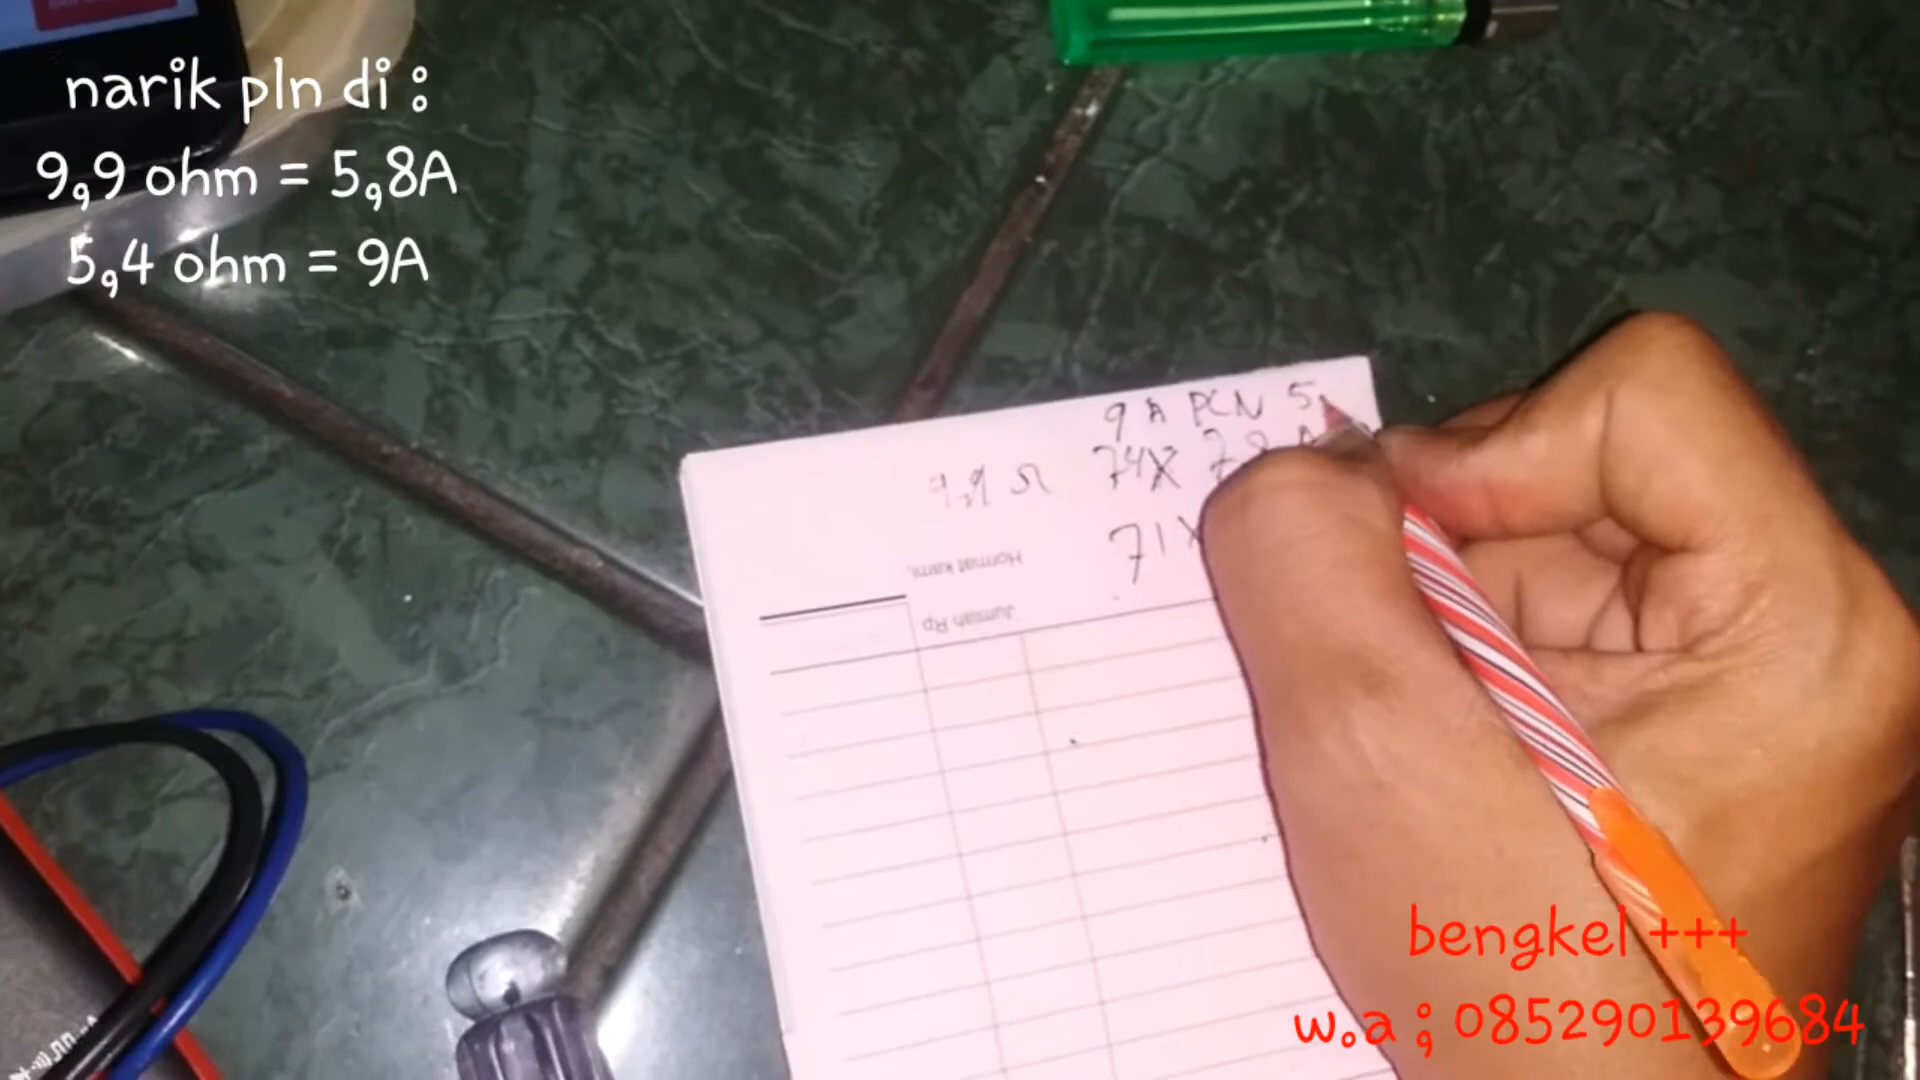 narik pln di :
9,9 ohm = 5,8A
5,4 ohm = 9A
9 A PLN 5,
9,9 Ω 74X
71X
Hormat kami,
Jumlah Rp
bengkel +++
w.a ; 085290139684